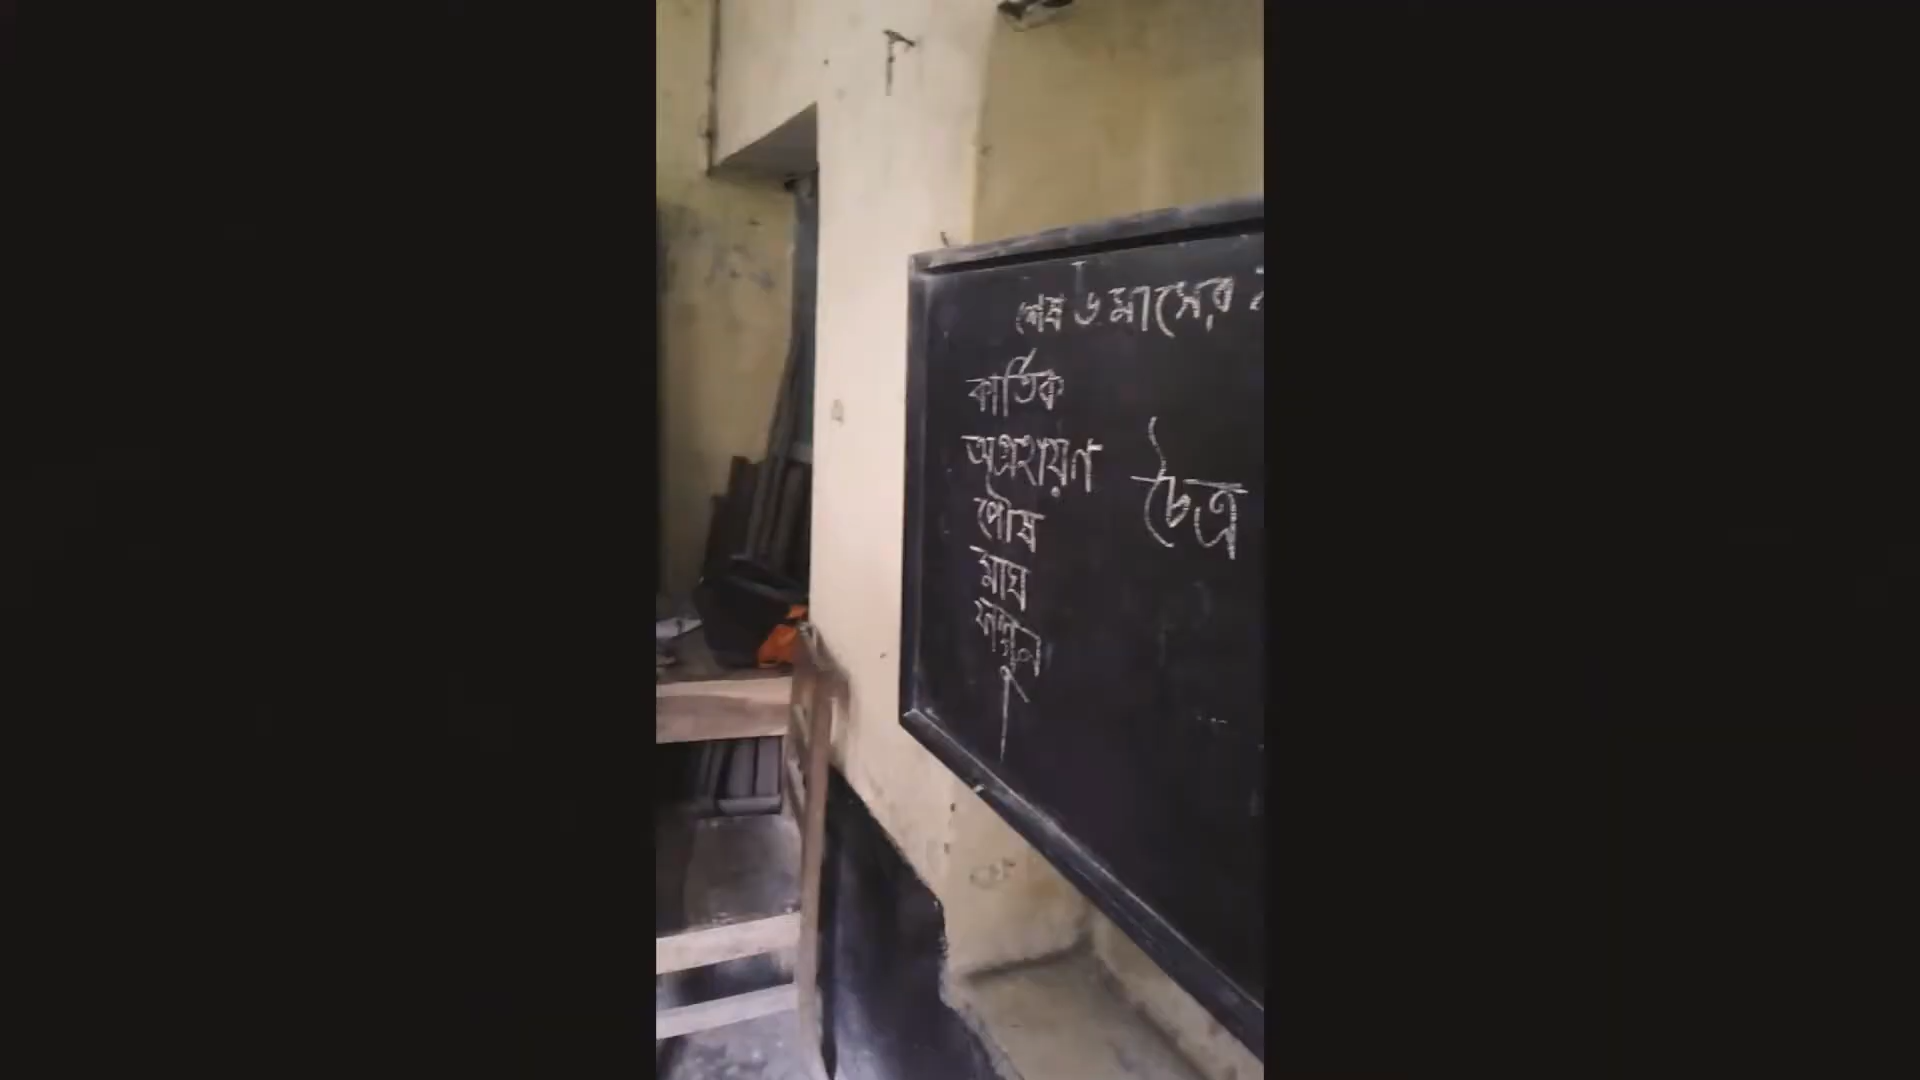 শেষ ৬ মাসের
কার্তিক
অগ্রহায়ণ
পৌষ
মাঘ
ফাল্গুন
চৈত্র